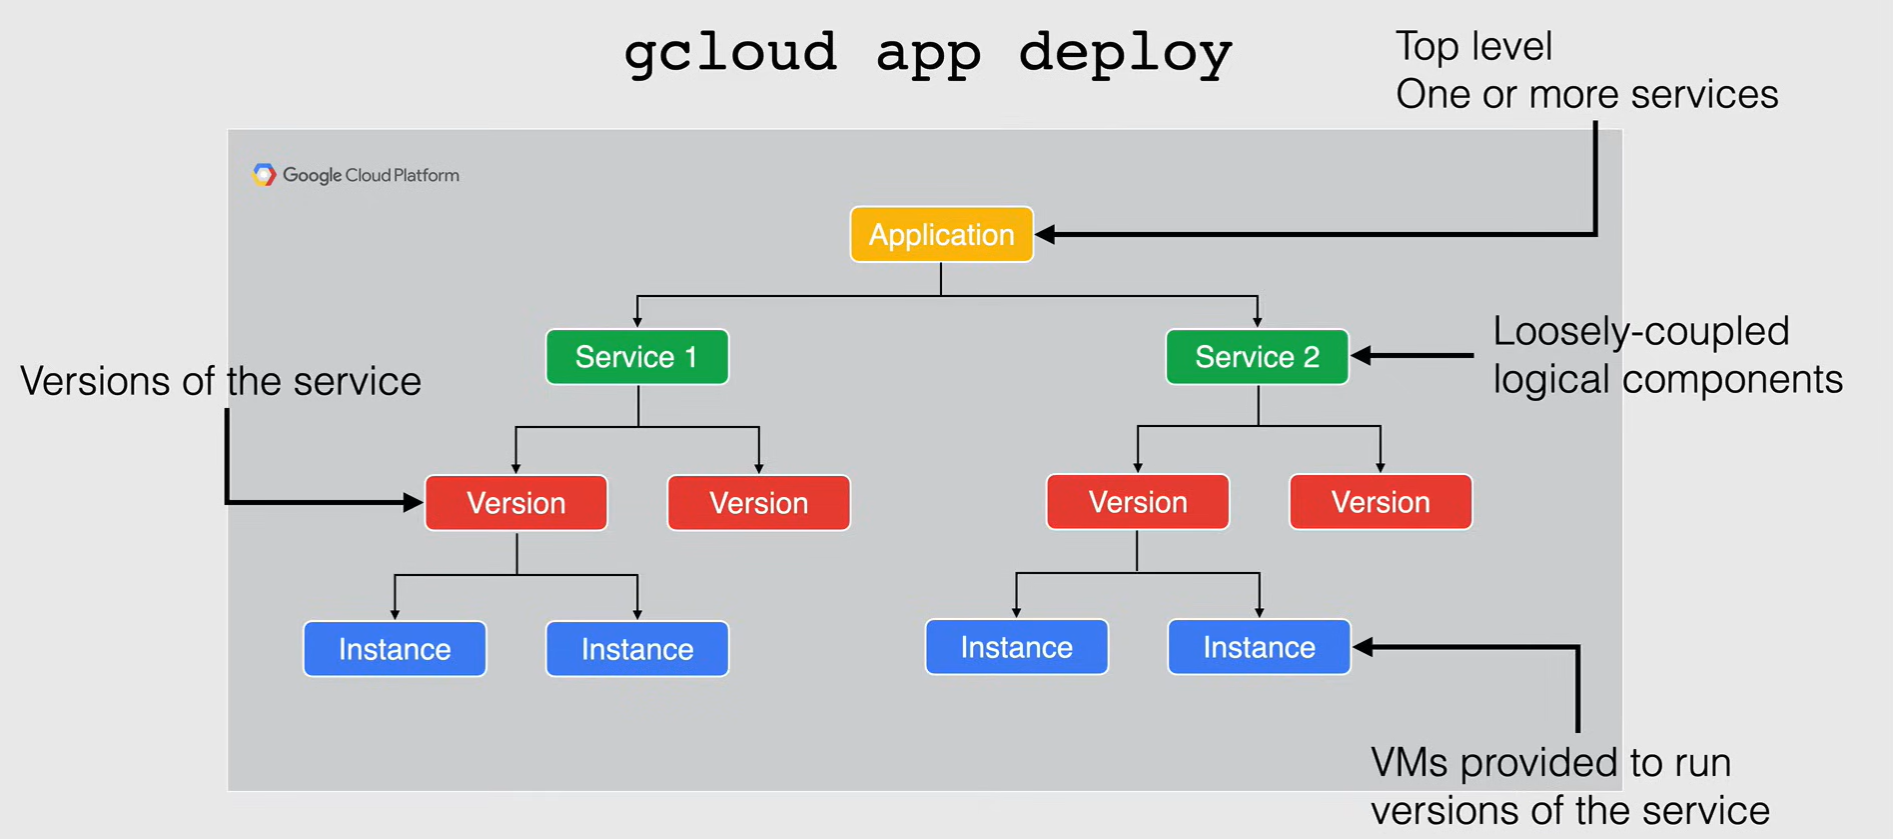 gcloud app deploy
Top level
One or more services
Google Cloud Platform
Application
Service 1
Service 2
Loosely-coupled
logical components
Versions of the service
Version
Version
Version
Version
Instance
Instance
Instance
Instance
VMs provided to run
versions of the service